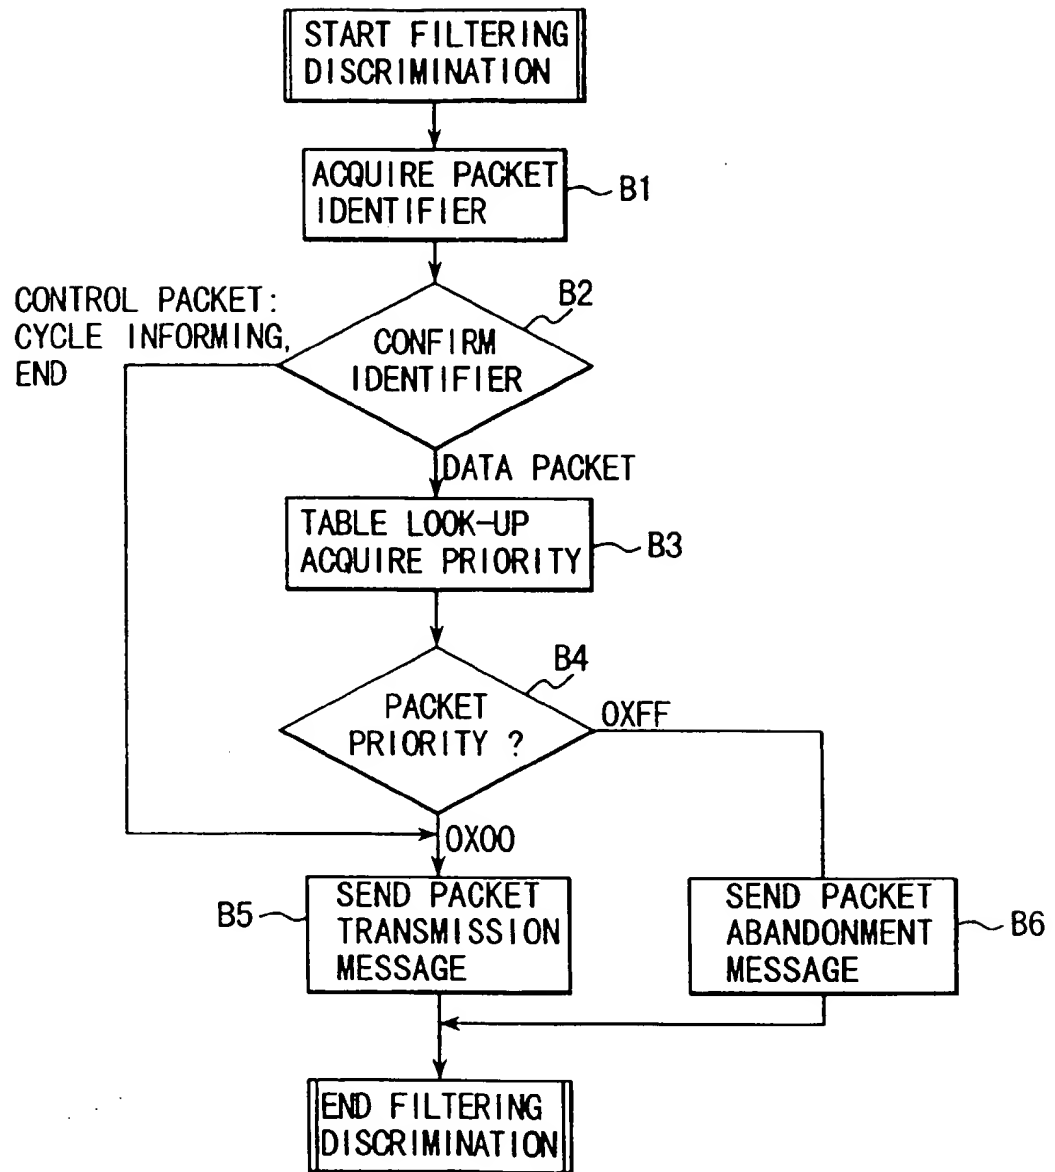 START FILTERING
DISCRIMINATION
ACQUIRE PACKET
IDENTIFIER
B1
CONTROL PACKET:
CYCLE INFORMING,
END
B2
CONFIRM
IDENTIFIER
DATA PACKET
TABLE LOOK-UP
ACQUIRE PRIORITY
B3
B4
PACKET
PRIORITY ?
0XFF
0X00
B5
SEND PACKET
TRANSMISSION
MESSAGE
SEND PACKET
ABANDONMENT
MESSAGE
B6
END FILTERING
DISCRIMINATION